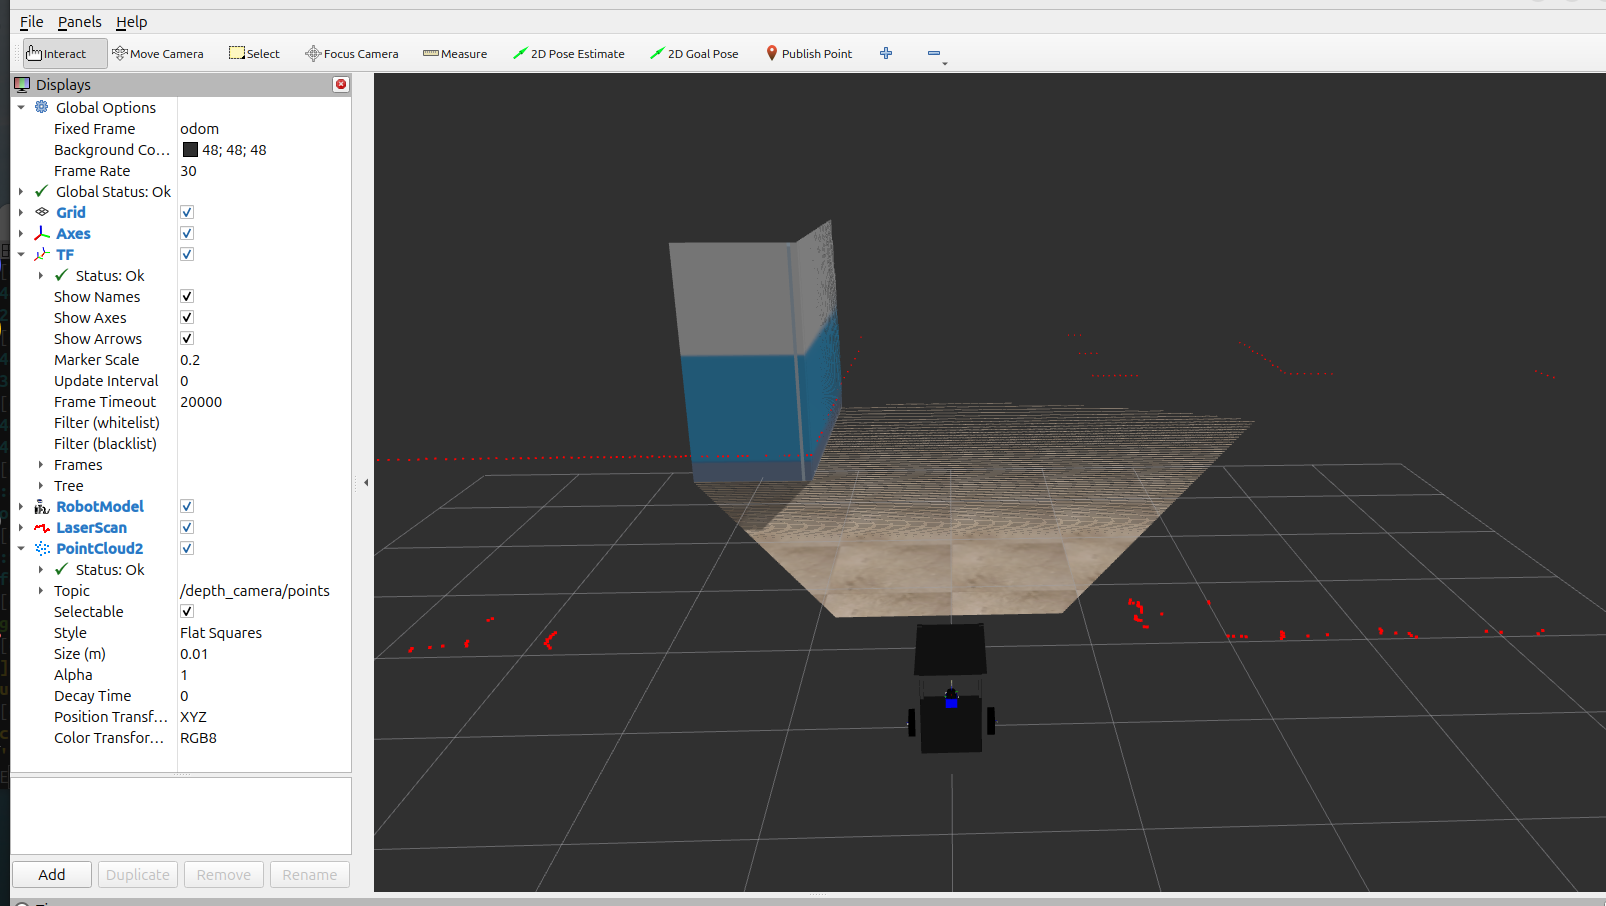 File Panels Help
Interact Move Camera Select Focus Camera Measure 2D Pose Estimate 2D Goal Pose Publish Point
Displays
Global Options
Fixed Frame odom
Background Co... 48; 48; 48
Frame Rate 30
Global Status: Ok
Grid
Axes
TF
Status: Ok
Show Names
Show Axes
Show Arrows
Marker Scale 0.2
Update Interval 0
Frame Timeout 20000
Filter (whitelist)
Filter (blacklist)
Frames
Tree
RobotModel
LaserScan
PointCloud2
Status: Ok
Topic /depth_camera/points
Selectable
Style Flat Squares
Size (m) 0.01
Alpha 1
Decay Time 0
Position Transf... XYZ
Color Transfor... RGB8
Add Duplicate Remove Rename